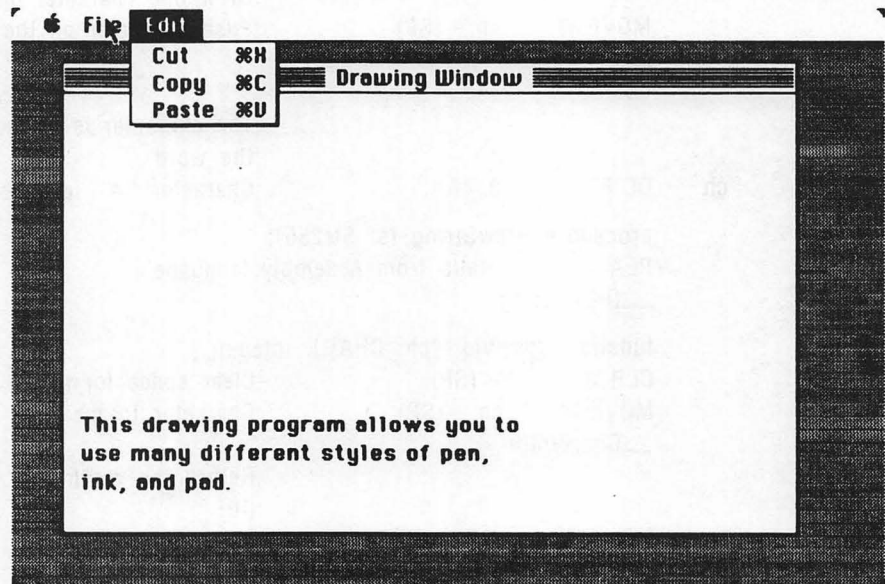 File Edit
Cut ⌘X
Copy ⌘C
Paste ⌘V
Drawing Window
This drawing program allows you to
use many different styles of pen,
ink, and pad.